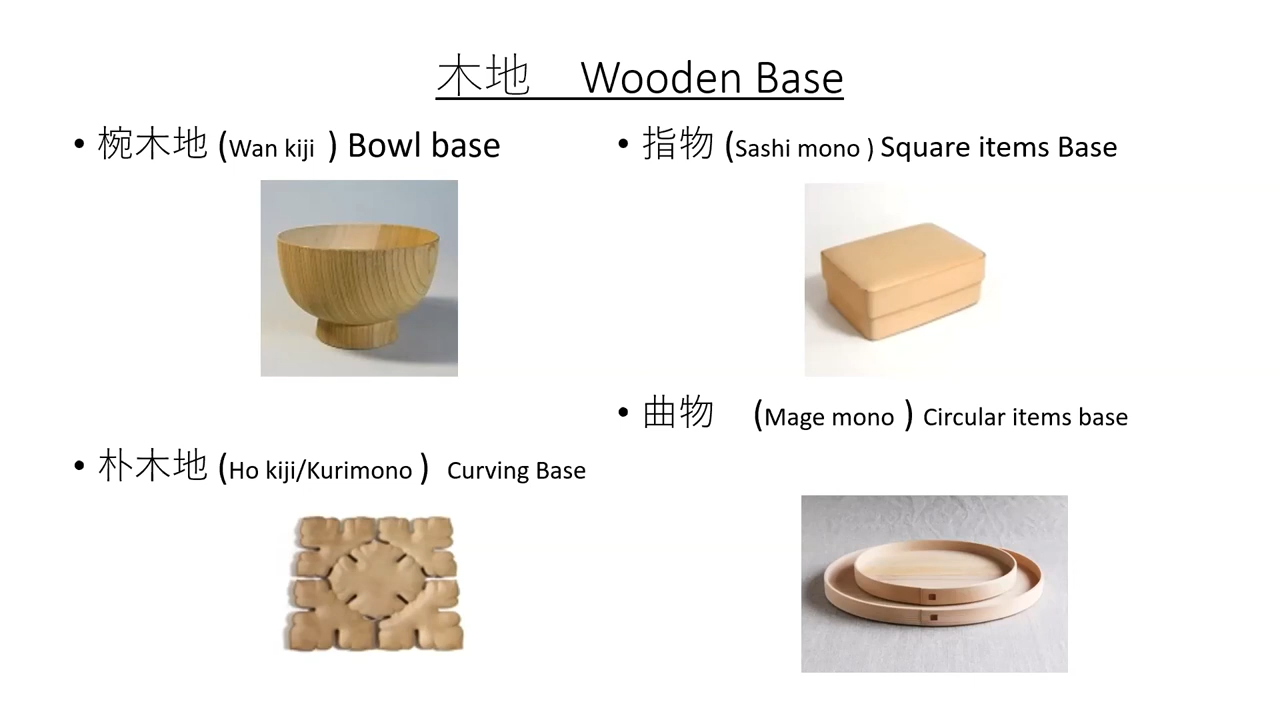 木地　Wooden Base
• 椀木地 (Wan kiji ) Bowl base
• 朴木地 (Ho kiji/Kurimono ) Curving Base
• 指物 (Sashi mono ) Square items Base
• 曲物　(Mage mono ) Circular items base